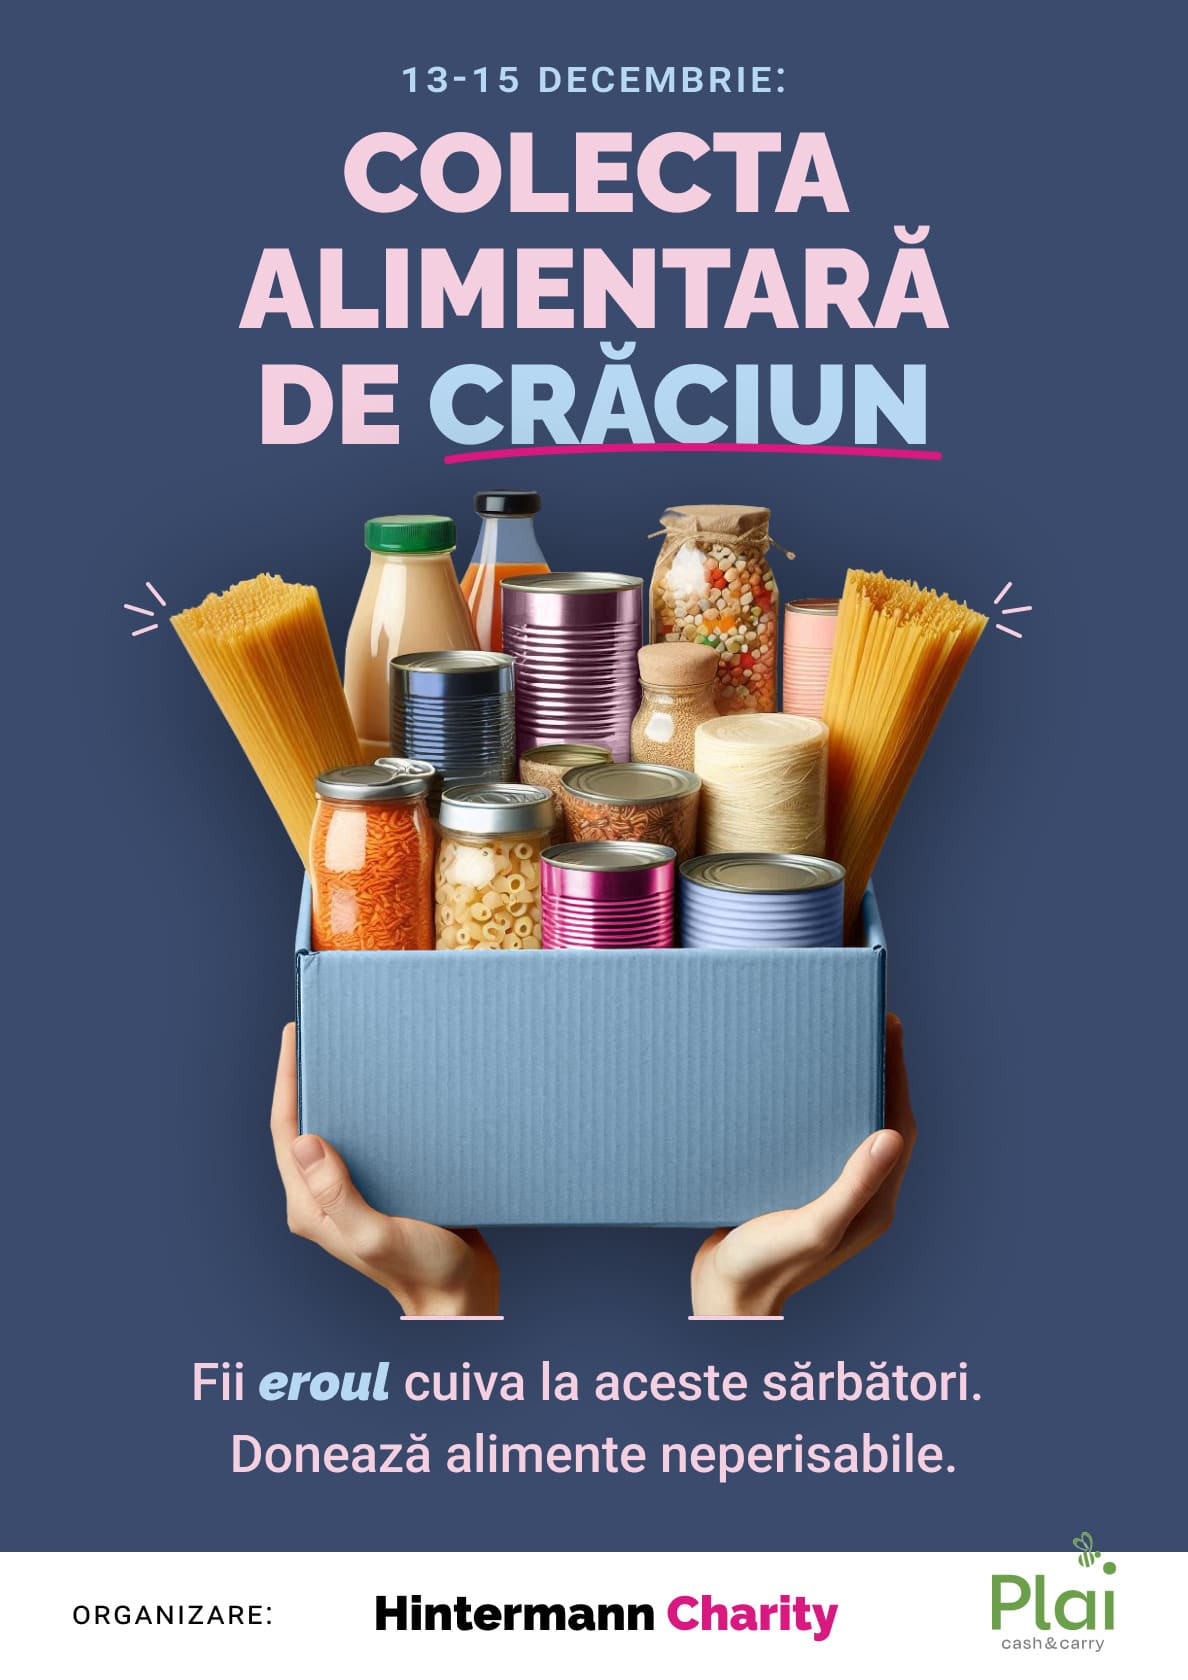 13-15 DECEMBRIE:
COLECTA
ALIMENTARĂ
DE CRĂCIUN
Fii eroul cuiva la aceste sărbători.
Donează alimente neperisabile.
ORGANIZARE:
Hintermann Charity
Plai
cash&carry